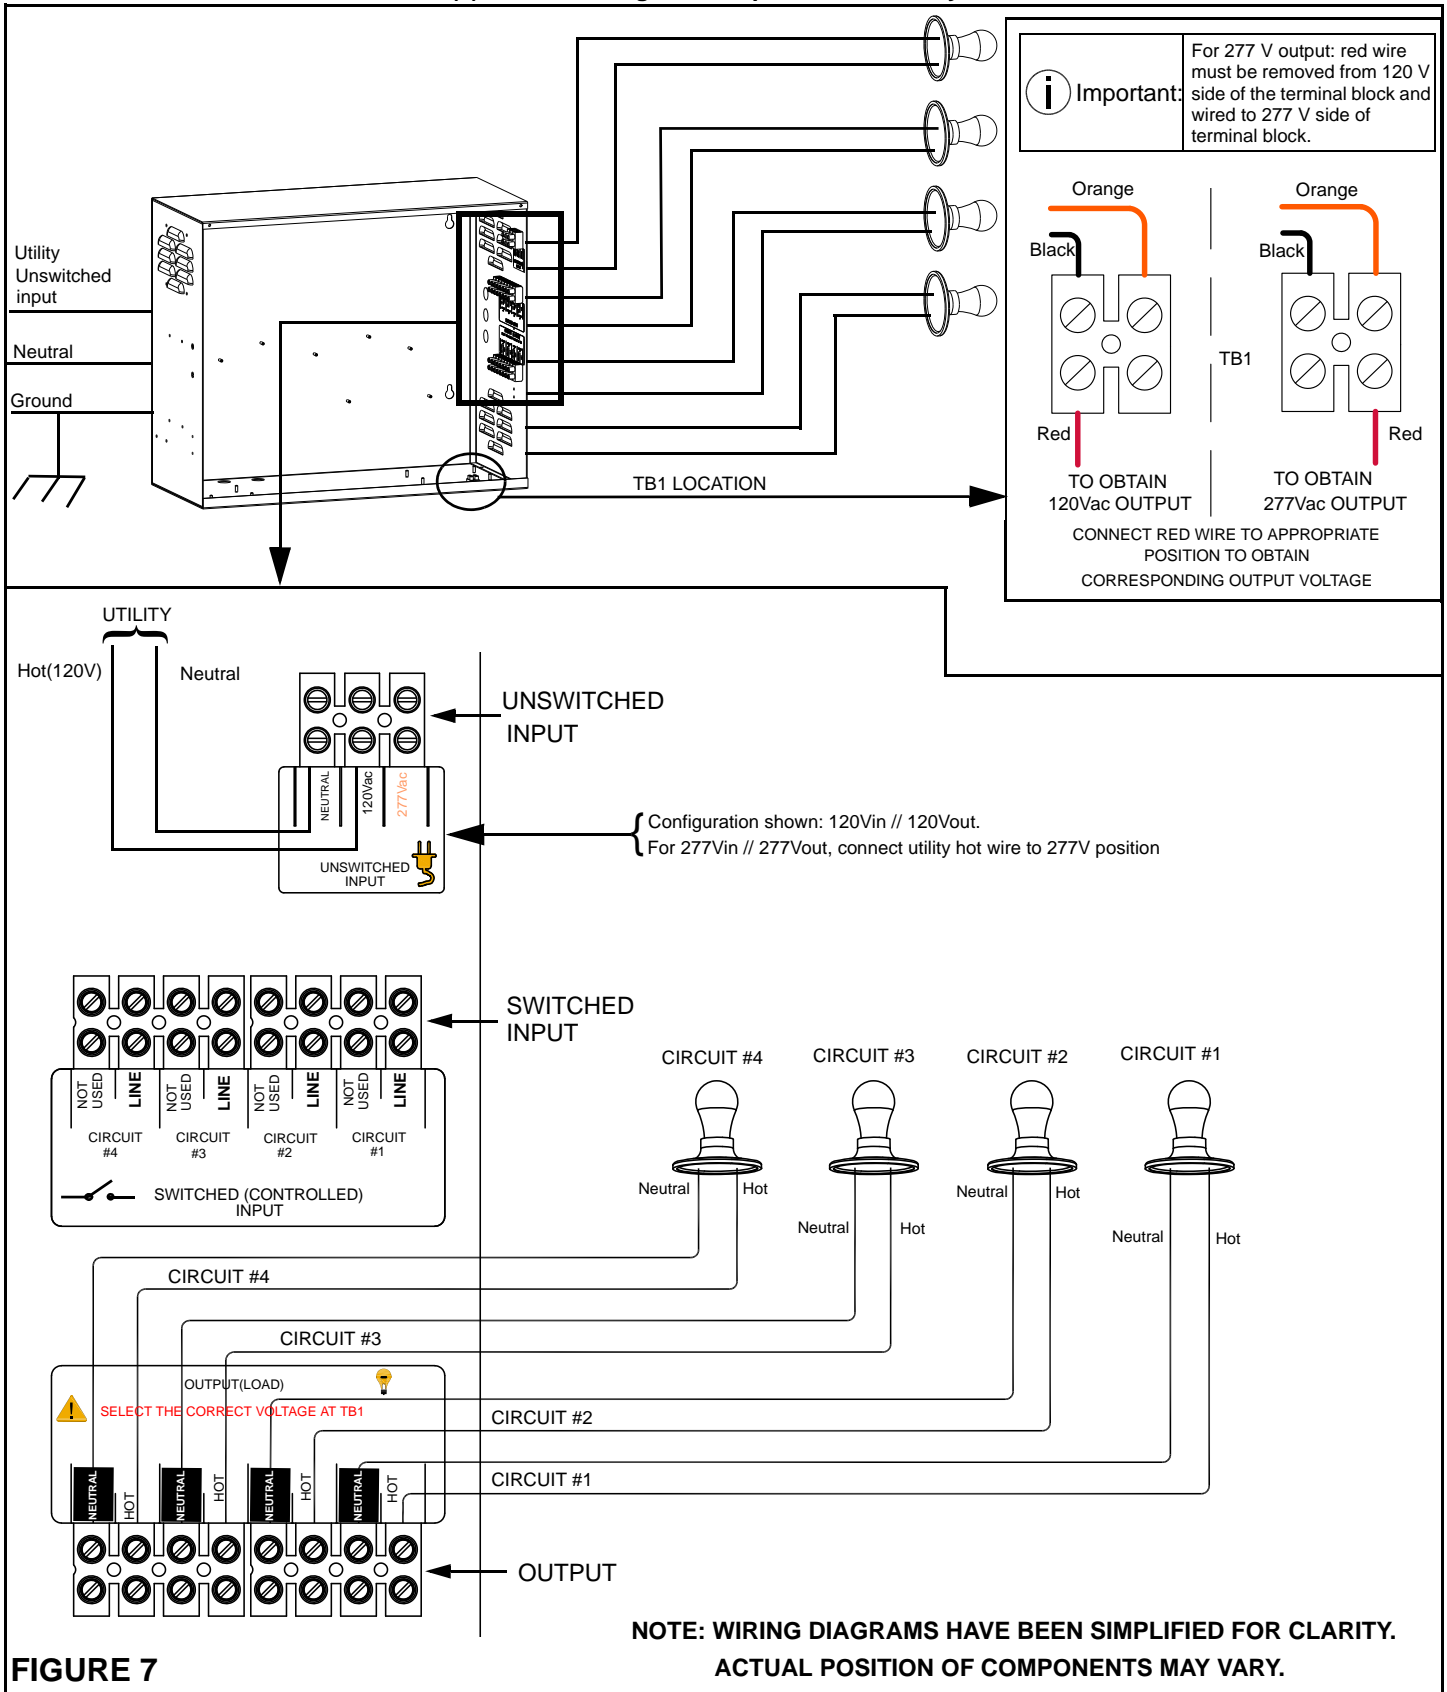 For 277 V output: red wire
must be removed from 120 V
side of the terminal block and
wired to 277 V side of
terminal block.
i Important:
Orange
Orange
Black
Black
TB1
Red
Red
TO OBTAIN
120Vac OUTPUT
TO OBTAIN
277Vac OUTPUT
CONNECT RED WIRE TO APPROPRIATE
POSITION TO OBTAIN
CORRESPONDING OUTPUT VOLTAGE
Utility
Unswitched
input
Neutral
Ground
TB1 LOCATION
UTILITY
Hot(120V)
Neutral
UNSWITCHED
INPUT
NEUTRAL
120Vac
277Vac
UNSWITCHED
INPUT
Configuration shown: 120Vin // 120Vout.
For 277Vin // 277Vout, connect utility hot wire to 277V position
SWITCHED
INPUT
NOT
USED
LINE
NOT
USED
LINE
NOT
USED
LINE
NOT
USED
LINE
CIRCUIT
#4
CIRCUIT
#3
CIRCUIT
#2
CIRCUIT
#1
SWITCHED (CONTROLLED)
INPUT
CIRCUIT #4
CIRCUIT #3
CIRCUIT #2
CIRCUIT #1
Neutral
Hot
Neutral
Hot
Neutral
Hot
Neutral
Hot
CIRCUIT #4
CIRCUIT #3
CIRCUIT #2
CIRCUIT #1
OUTPUT(LOAD)
SELECT THE CORRECT VOLTAGE AT TB1
NEUTRAL
HOT
NEUTRAL
HOT
NEUTRAL
HOT
NEUTRAL
HOT
OUTPUT
NOTE: WIRING DIAGRAMS HAVE BEEN SIMPLIFIED FOR CLARITY.
ACTUAL POSITION OF COMPONENTS MAY VARY.
FIGURE 7